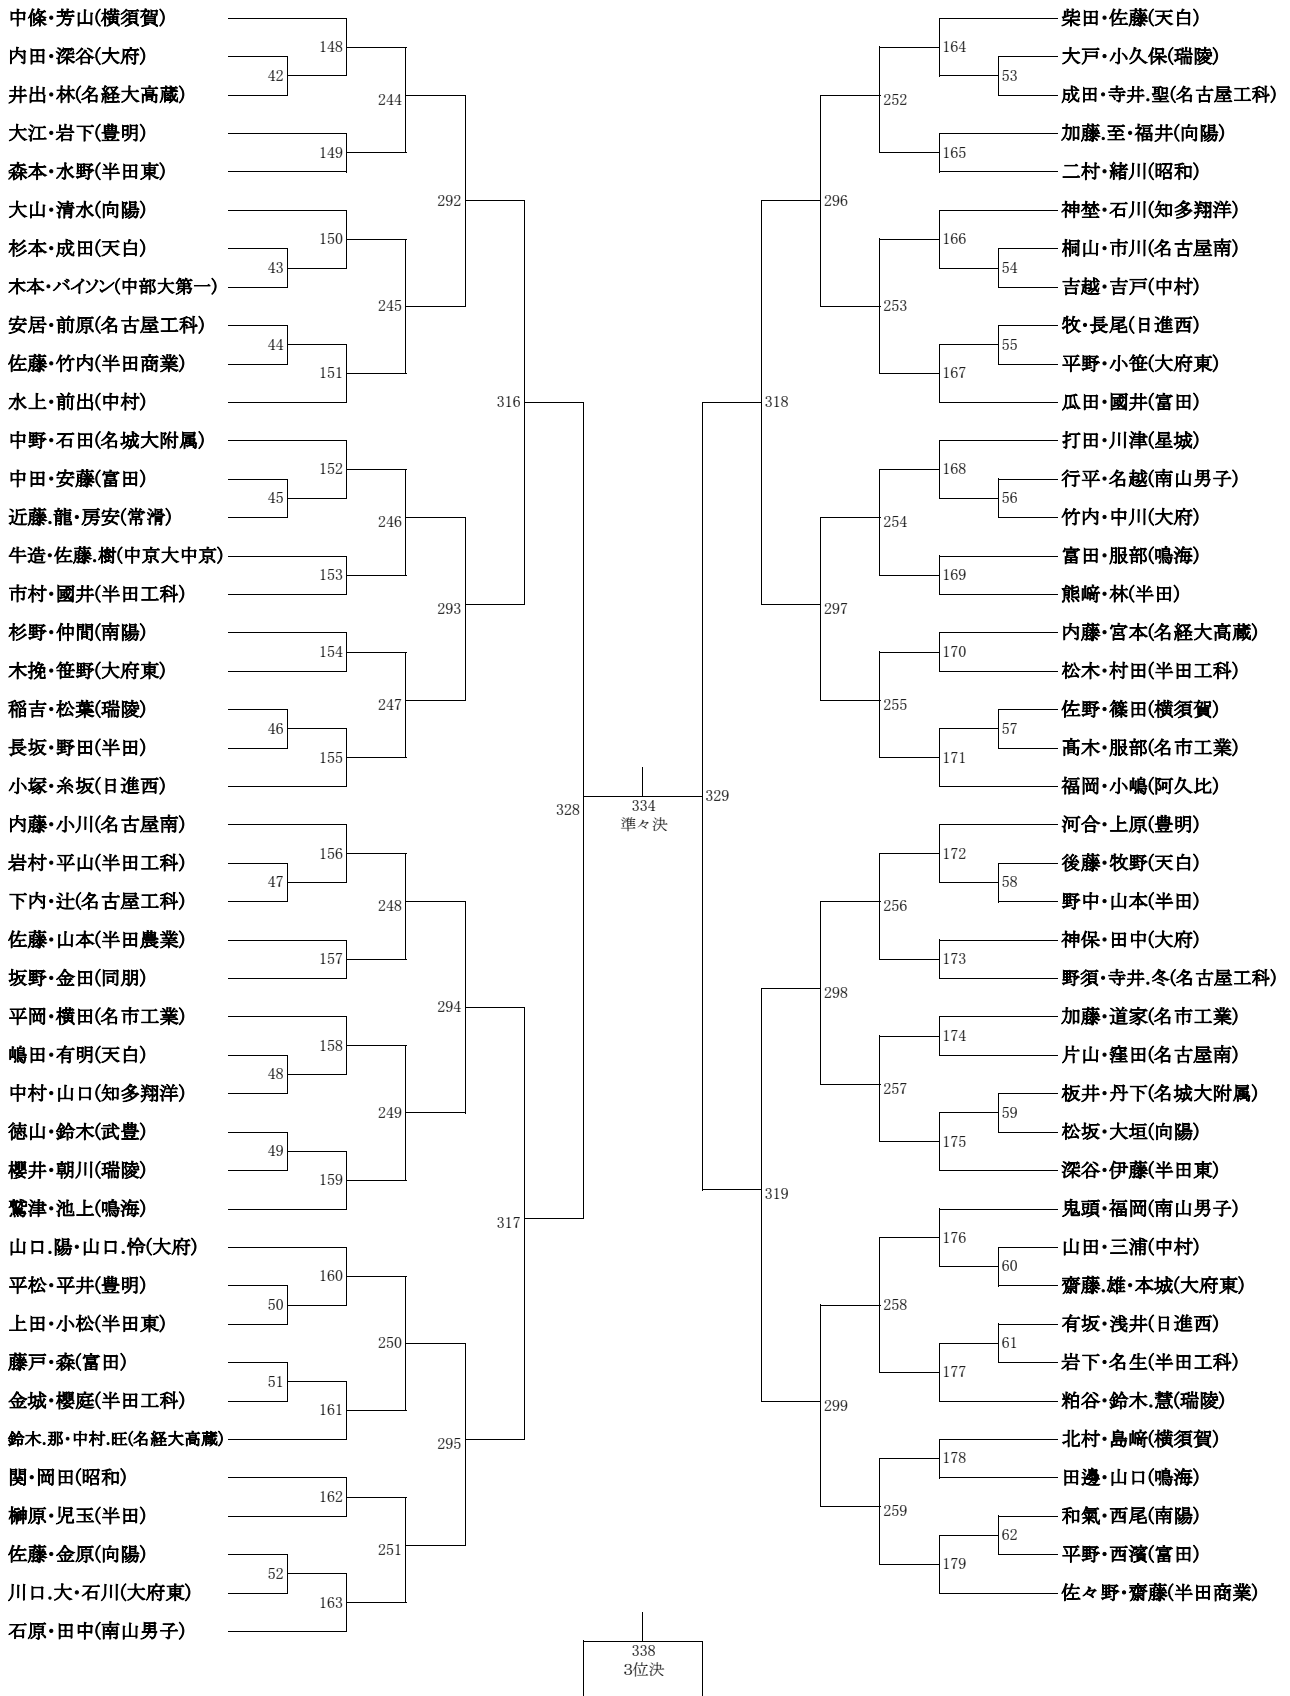 中條・芳山(横須賀)
内田・深谷(大府)
井出・林(名経大高蔵)
大江・岩下(豊明)
森本・水野(半田東)
大山・清水(向陽)
杉本・成田(天白)
木本・バイソン(中部大第一)
安居・前原(名古屋工科)
佐藤・竹内(半田商業)
水上・前出(中村)
中野・石田(名城大附属)
中田・安藤(富田)
近藤.龍・房安(常滑)
牛造・佐藤.樹(中京大中京)
市村・國井(半田工科)
杉野・仲間(南陽)
木挽・笹野(大府東)
稲吉・松葉(瑞陵)
長坂・野田(半田)
小塚・糸坂(日進西)
内藤・小川(名古屋南)
岩村・平山(半田工科)
下内・辻(名古屋工科)
佐藤・山本(半田農業)
坂野・金田(同朋)
平岡・横田(名市工業)
嶋田・有明(天白)
中村・山口(知多翔洋)
徳山・鈴木(武豊)
櫻井・朝川(瑞陵)
鷲津・池上(鳴海)
山口.陽・山口.怜(大府)
平松・平井(豊明)
上田・小松(半田東)
藤戸・森(富田)
金城・櫻庭(半田工科)
鈴木.那・中村.旺(名経大高蔵)
関・岡田(昭和)
榊原・児玉(半田)
佐藤・金原(向陽)
川口.大・石川(大府東)
石原・田中(南山男子)
42
43
44
45
46
47
48
49
50
51
52
148
149
150
151
152
153
154
155
156
157
158
159
160
161
162
163
244
245
246
247
248
249
250
251
292
293
294
295
316
317
328
334
準々決
338
3位決
329
318
319
296
297
298
299
252
253
254
255
256
257
258
259
164
165
166
167
168
169
170
171
172
173
174
175
176
177
178
179
53
54
55
56
57
58
59
60
61
62
柴田・佐藤(天白)
大戸・小久保(瑞陵)
成田・寺井.聖(名古屋工科)
加藤.至・福井(向陽)
二村・緒川(昭和)
神埜・石川(知多翔洋)
桐山・市川(名古屋南)
吉越・吉戸(中村)
牧・長尾(日進西)
平野・小笹(大府東)
瓜田・國井(富田)
打田・川津(星城)
行平・名越(南山男子)
竹内・中川(大府)
富田・服部(鳴海)
熊﨑・林(半田)
内藤・宮本(名経大高蔵)
松木・村田(半田工科)
佐野・篠田(横須賀)
髙木・服部(名市工業)
福岡・小嶋(阿久比)
河合・上原(豊明)
後藤・牧野(天白)
野中・山本(半田)
神保・田中(大府)
野須・寺井.冬(名古屋工科)
加藤・道家(名市工業)
片山・窪田(名古屋南)
板井・丹下(名城大附属)
松坂・大垣(向陽)
深谷・伊藤(半田東)
鬼頭・福岡(南山男子)
山田・三浦(中村)
齋藤.雄・本城(大府東)
有坂・浅井(日進西)
岩下・名生(半田工科)
粕谷・鈴木.慧(瑞陵)
北村・島﨑(横須賀)
田邊・山口(鳴海)
和氣・西尾(南陽)
平野・西濱(富田)
佐々野・齋藤(半田商業)